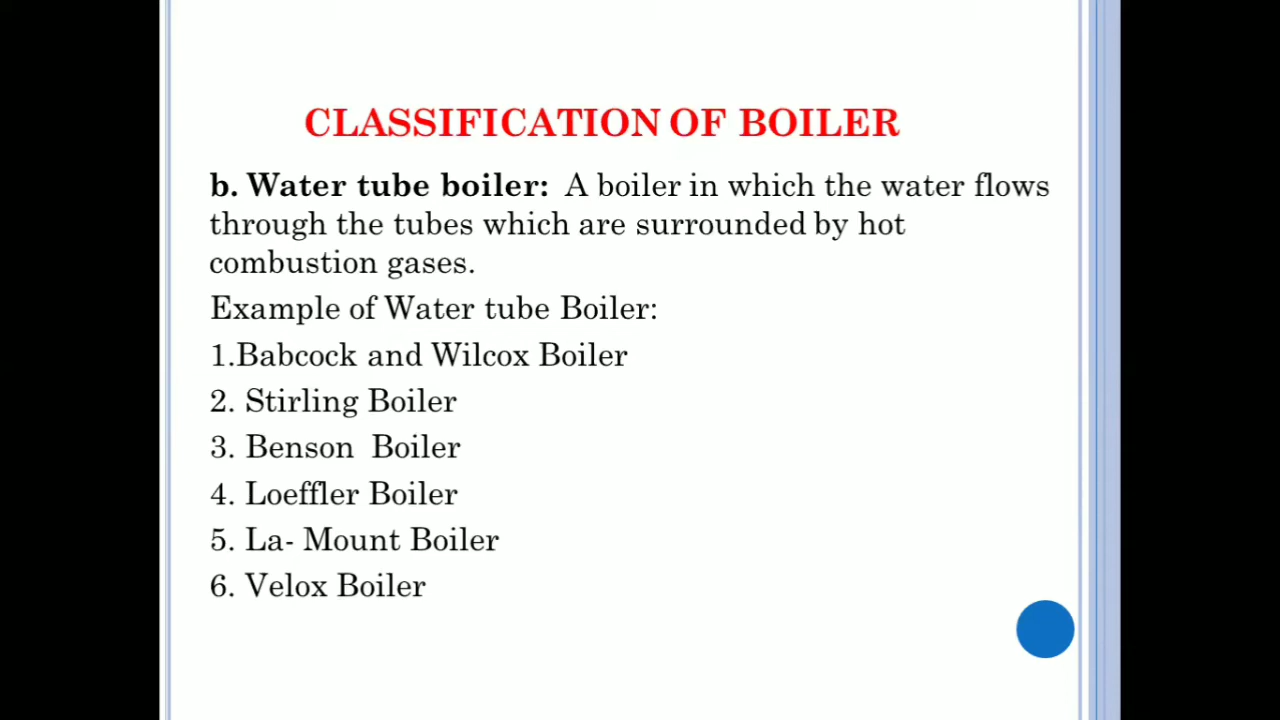 CLASSIFICATION OF BOILER
b. Water tube boiler: A boiler in which the water flows
through the tubes which are surrounded by hot
combustion gases.
Example of Water tube Boiler:
1.Babcock and Wilcox Boiler
2. Stirling Boiler
3. Benson Boiler
4. Loeffler Boiler
5. La- Mount Boiler
6. Velox Boiler